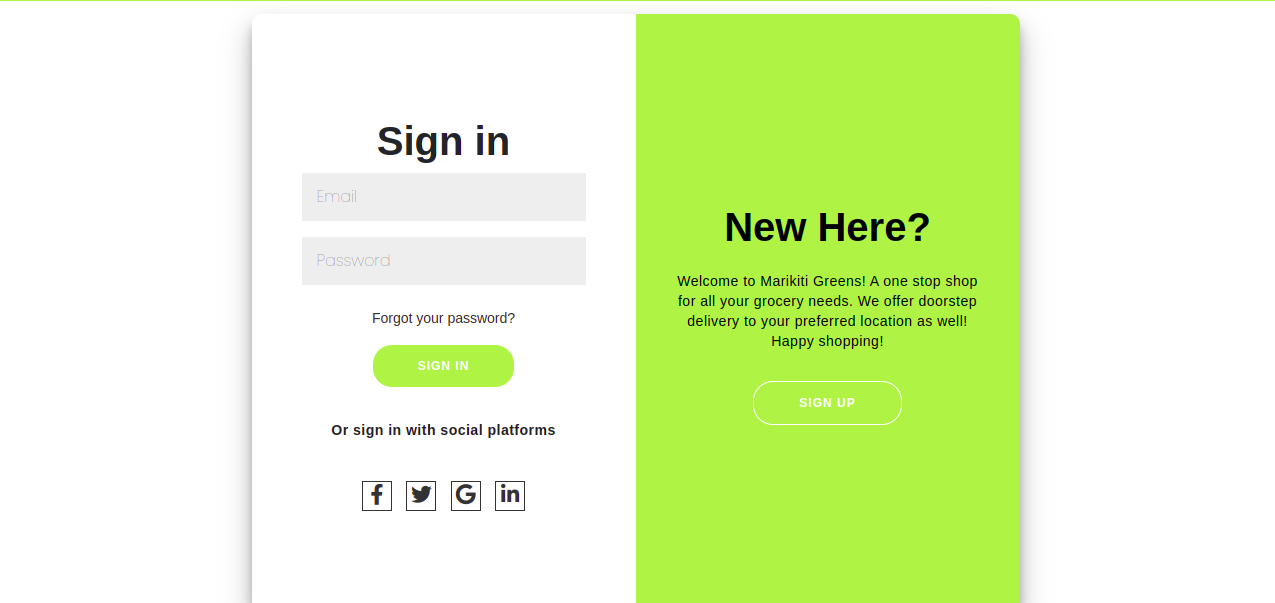 Sign in
Email
Password
Forgot your password?
SIGN IN
Or sign in with social platforms
New Here?
Welcome to Marikiti Greens! A one stop shop
for all your grocery needs. We offer doorstep
delivery to your preferred location as well!
Happy shopping!
SIGN UP